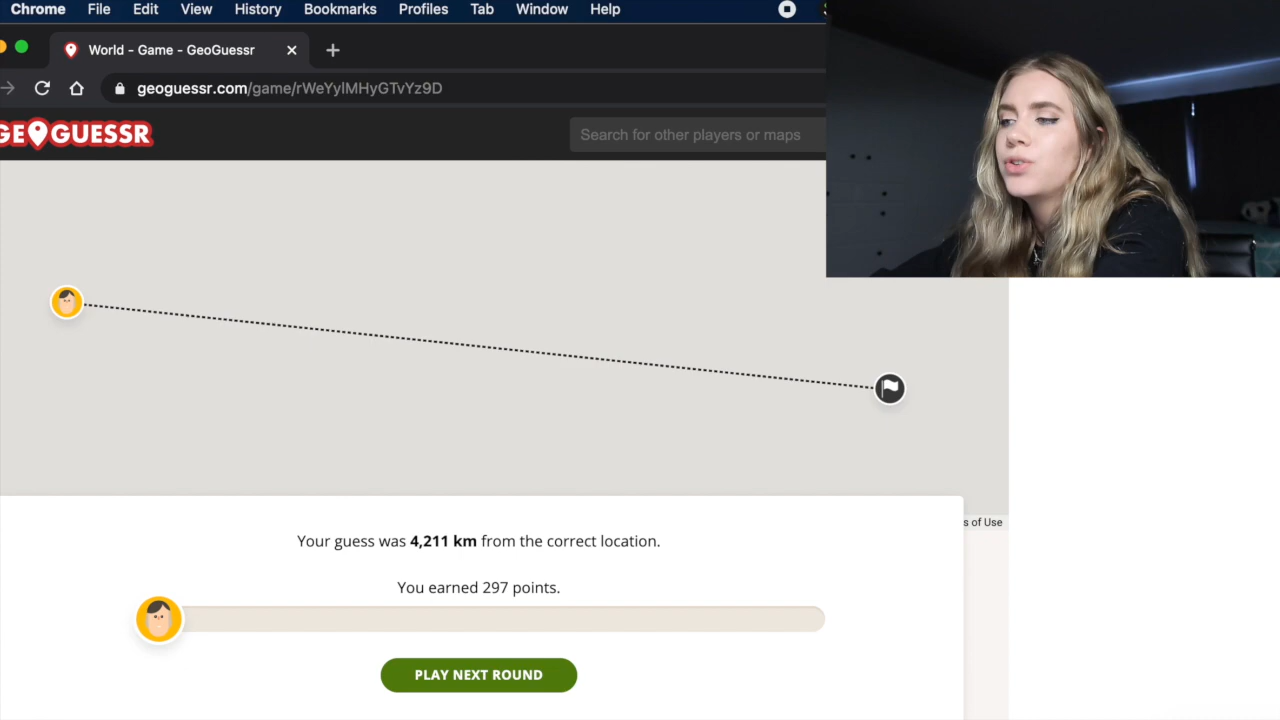 Chrome File Edit View History Bookmarks Profiles Tab Window Help
World - Game - GeoGuessr
geoguessr.com/game/rWeYylMHyGTvYz9D
GEOGUESSR
Search for other players or maps
s of Use
Your guess was 4,211 km from the correct location.
You earned 297 points.
PLAY NEXT ROUND